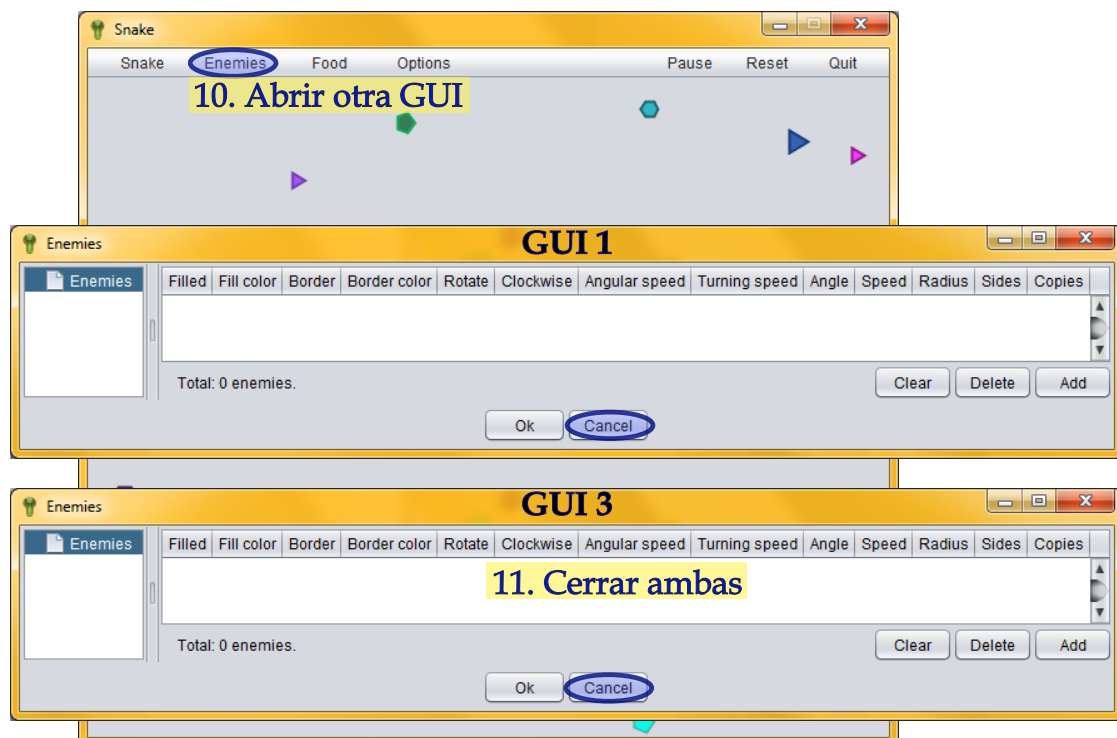 Snake
Snake Enemies Food Options Pause Reset Quit
10. Abrir otra GUI
Enemies GUI 1
Enemies Filled Fill color Border Border color Rotate Clockwise Angular speed Turning speed Angle Speed Radius Sides Copies
Total: 0 enemies. Clear Delete Add
Ok Cancel
Enemies GUI 3
Enemies Filled Fill color Border Border color Rotate Clockwise Angular speed Turning speed Angle Speed Radius Sides Copies
11. Cerrar ambas
Total: 0 enemies. Clear Delete Add
Ok Cancel